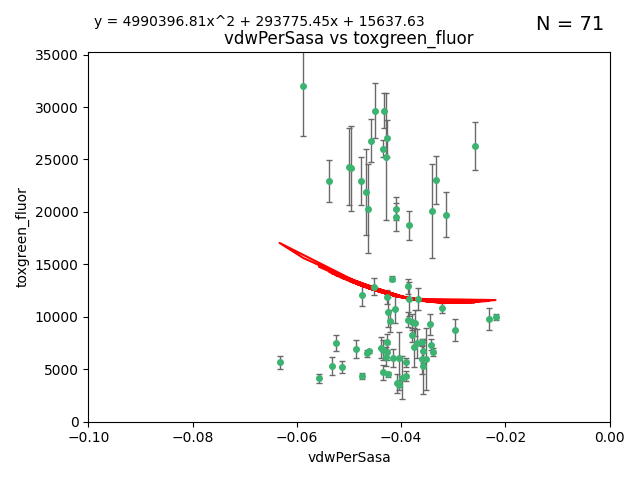 y = 4990396.81x^2 + 293775.45x + 15637.63
N = 71
vdwPerSasa vs toxgreen_fluor
35000
30000
25000
20000
15000
10000
5000
0
toxgreen_fluor
−0.10
−0.08
−0.06
−0.04
−0.02
0.00
vdwPerSasa